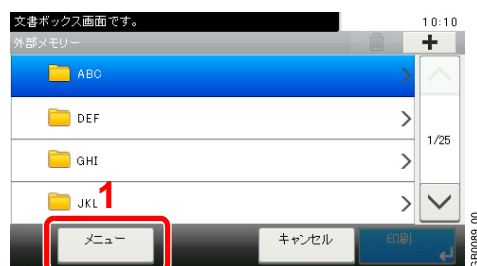 文書ボックス画面です。
10:10
外部メモリー
ABC
DEF
1/25
GHI
JKL
1
メニュー
キャンセル
印刷
GB0089_00